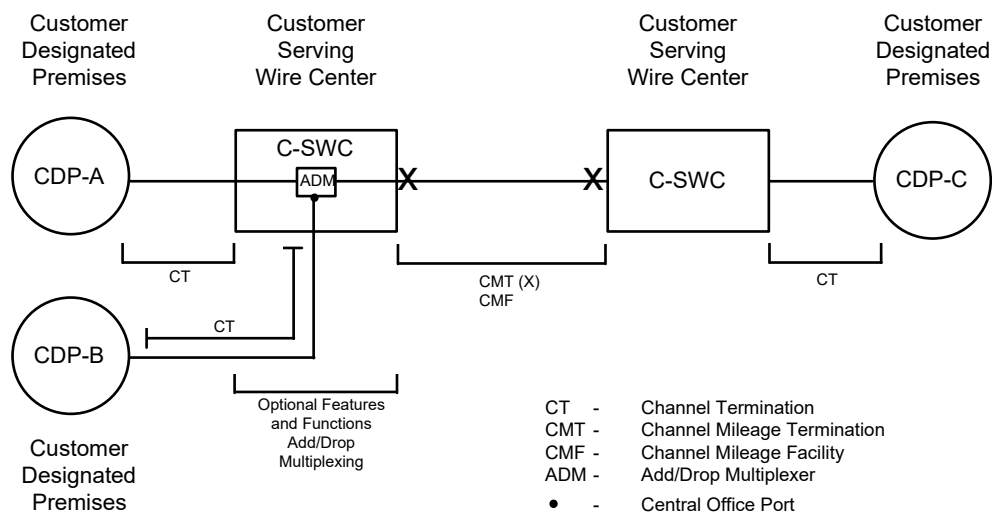 Customer
Designated
Premises
Customer
Serving
Wire Center
Customer
Serving
Wire Center
Customer
Designated
Premises
CDP-A
C-SWC
ADM
X
X
C-SWC
CDP-C
CT
CMT (X)
CMF
CT
CT
CDP-B
Optional Features
and Functions
Add/Drop
Multiplexing
Customer
Designated
Premises
CT - Channel Termination
CMT - Channel Mileage Termination
CMF - Channel Mileage Facility
ADM - Add/Drop Multiplexer
• - Central Office Port